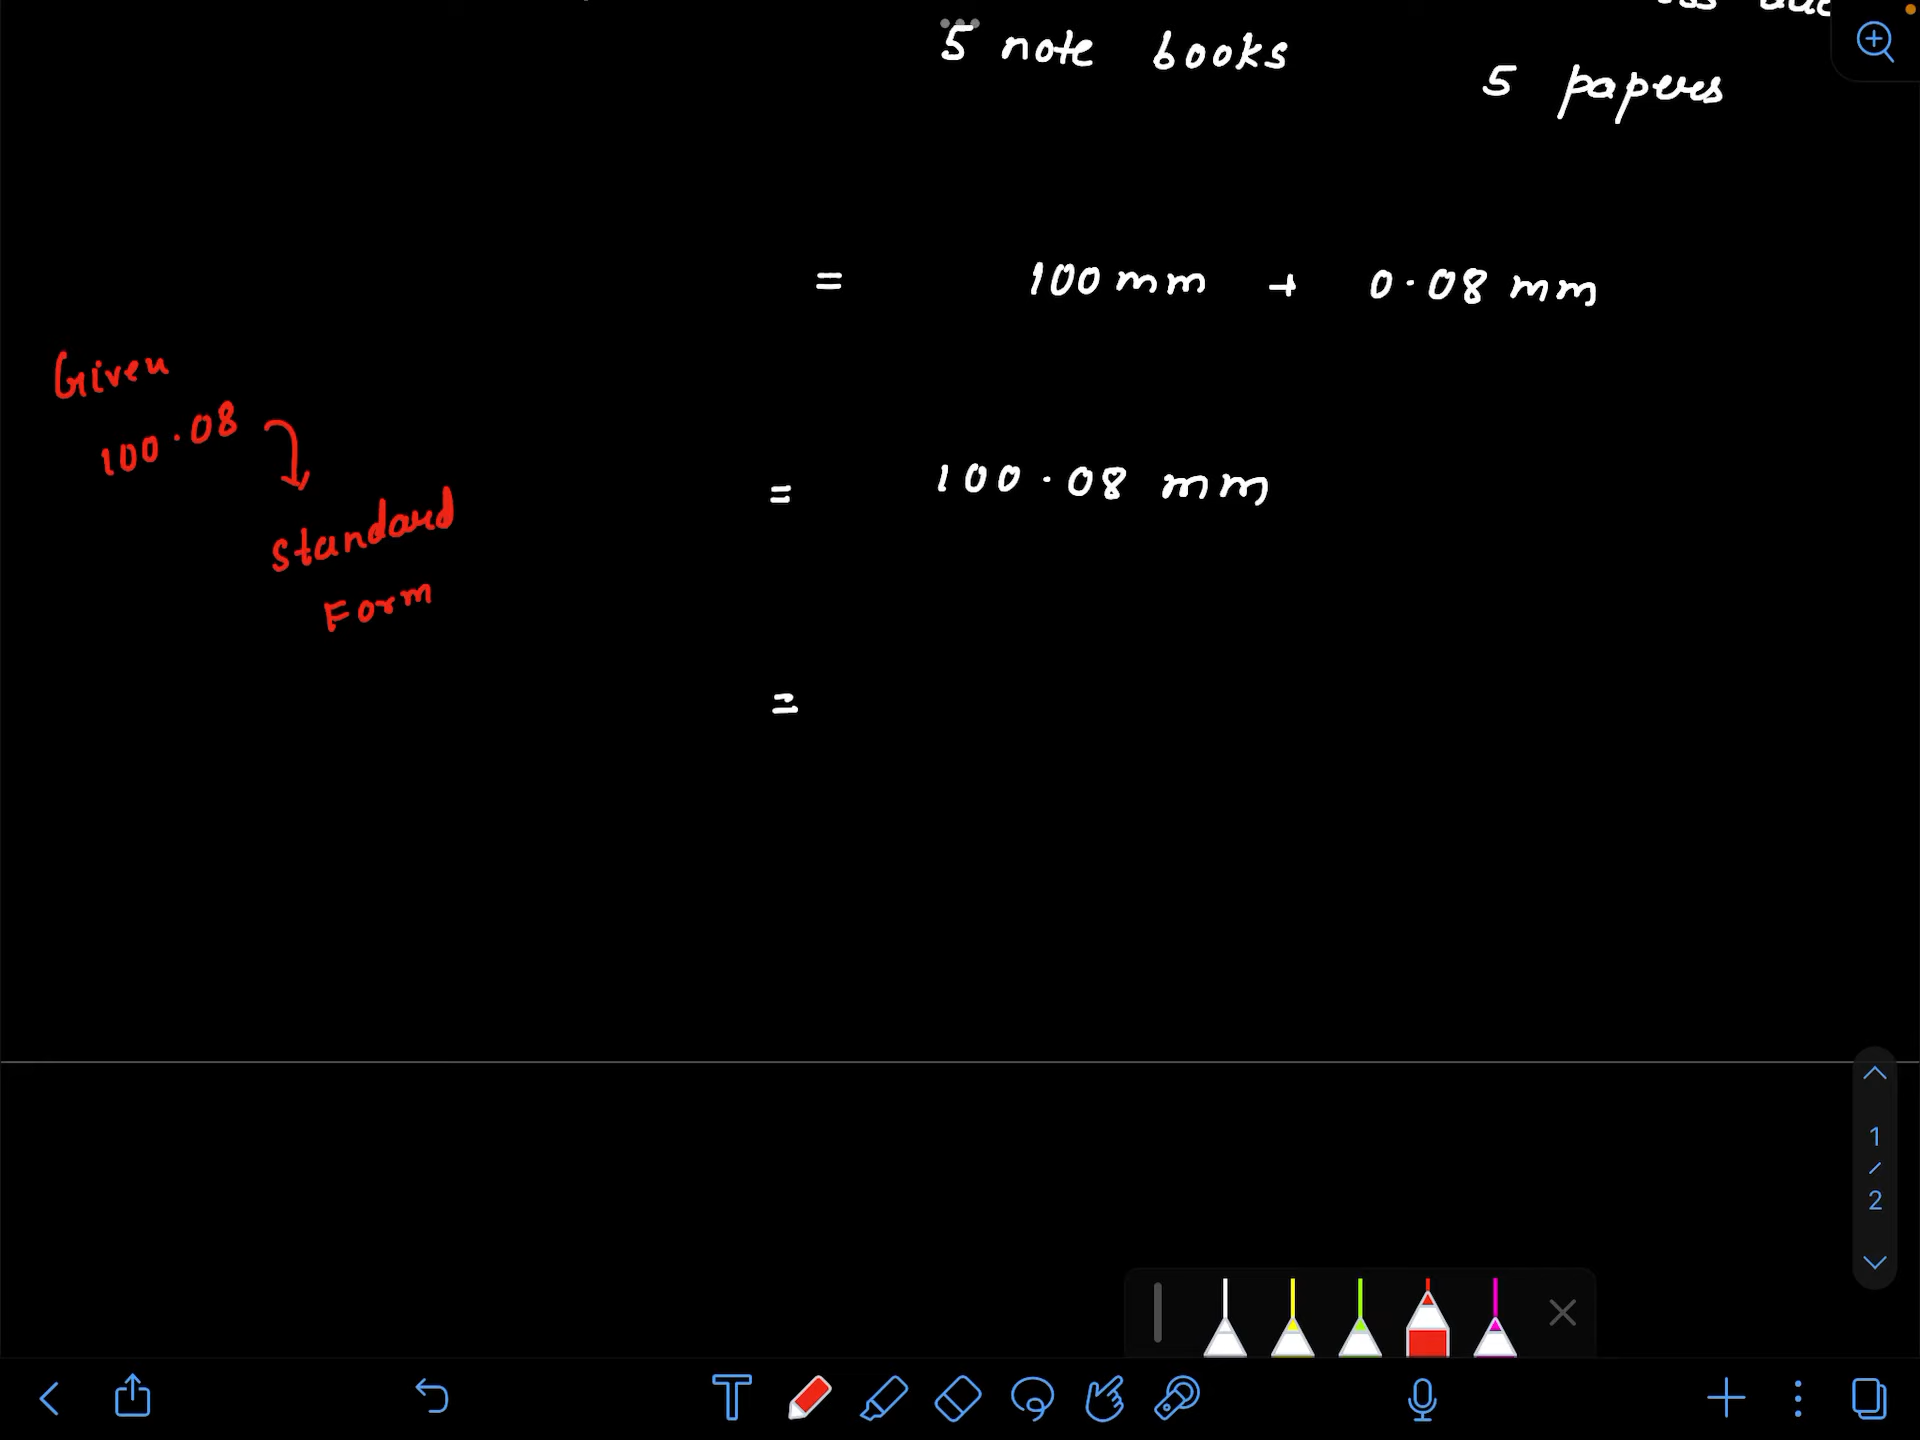 5 note books
5 papers
= 100 mm + 0.08 mm
Given
100.08
= 100.08 mm
Standard
Form
=
1
/
2